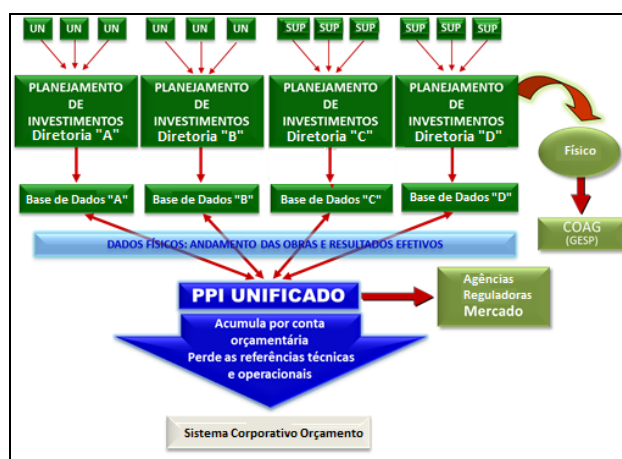 UN UN UN UN UN UN SUP SUP SUP SUP SUP SUP
PLANEJAMENTO
DE
INVESTIMENTOS
Diretoria "A"
PLANEJAMENTO
DE
INVESTIMENTOS
Diretoria "B"
PLANEJAMENTO
DE
INVESTIMENTOS
Diretoria "C"
PLANEJAMENTO
DE
INVESTIMENTOS
Diretoria "D"
Físico
Base de Dados "A"
Base de Dados "B"
Base de Dados "C"
Base de Dados "D"
COAG
(GESP)
DADOS FÍSICOS: ANDAMENTO DAS OBRAS E RESULTADOS EFETIVOS
PPI UNIFICADO
Agências
Reguladoras
Mercado
Acumula por conta
orçamentária
Perde as referências técnicas
e operacionais
Sistema Corporativo Orçamento